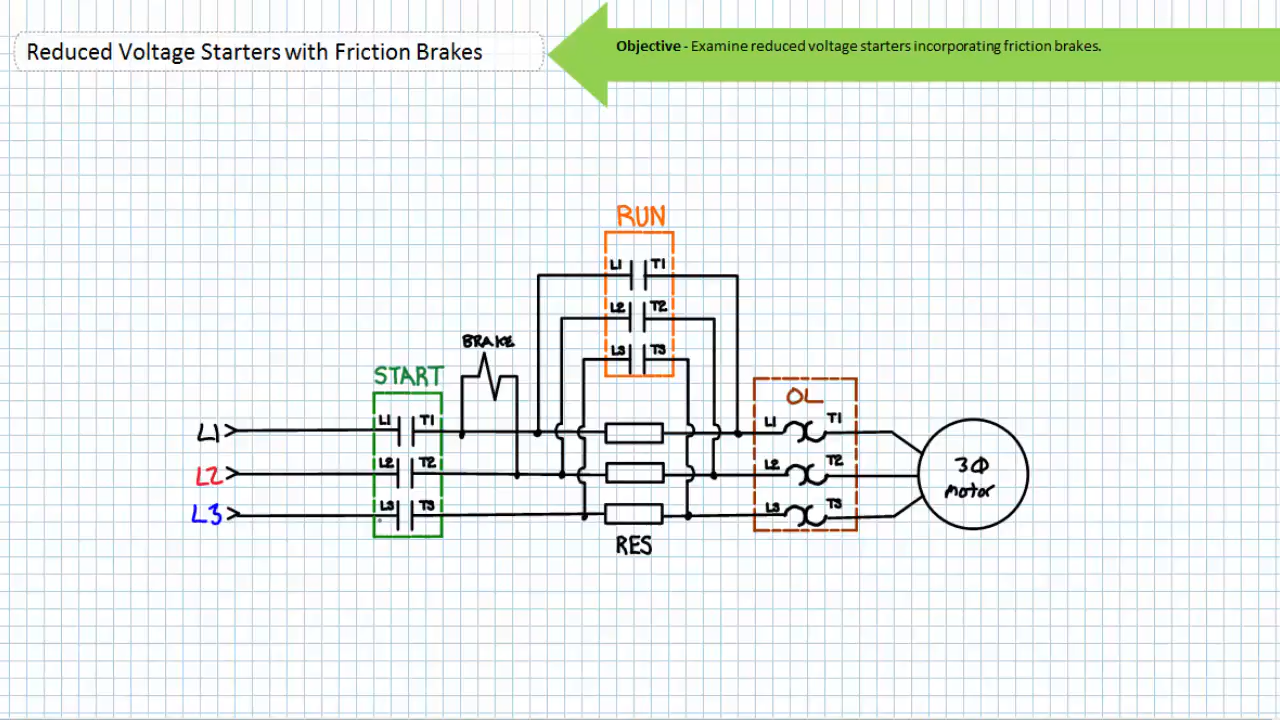 Reduced Voltage Starters with Friction Brakes
Objective - Examine reduced voltage starters incorporating friction brakes.
RUN
L1 T1
L2 T2
L3 T3
BRAKE
START
OL
L1 L1 T1 L1 T1
L2 L2 T2 L2 T2
L3 L3 T3 L3 T3
3Φ
motor
RES